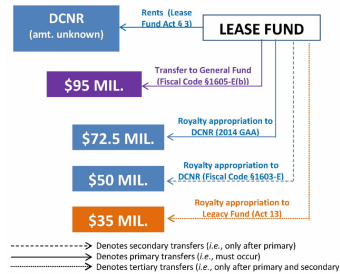 DCNR
(amt. unknown)
Rents (Lease
Fund Act § 3)
LEASE FUND
Transfer to General Fund
(Fiscal Code §1605-E(b))
$95 MIL.
Royalty appropriation to
DCNR (2014 GAA)
$72.5 MIL.
Royalty appropriation to
DCNR (Fiscal Code §1603-E)
$50 MIL.
Royalty appropriation to
Legacy Fund (Act 13)
$35 MIL.
Denotes secondary transfers (i.e., only after primary)
Denotes primary transfers (i.e., must occur)
Denotes tertiary transfers (i.e., only after primary and secondary